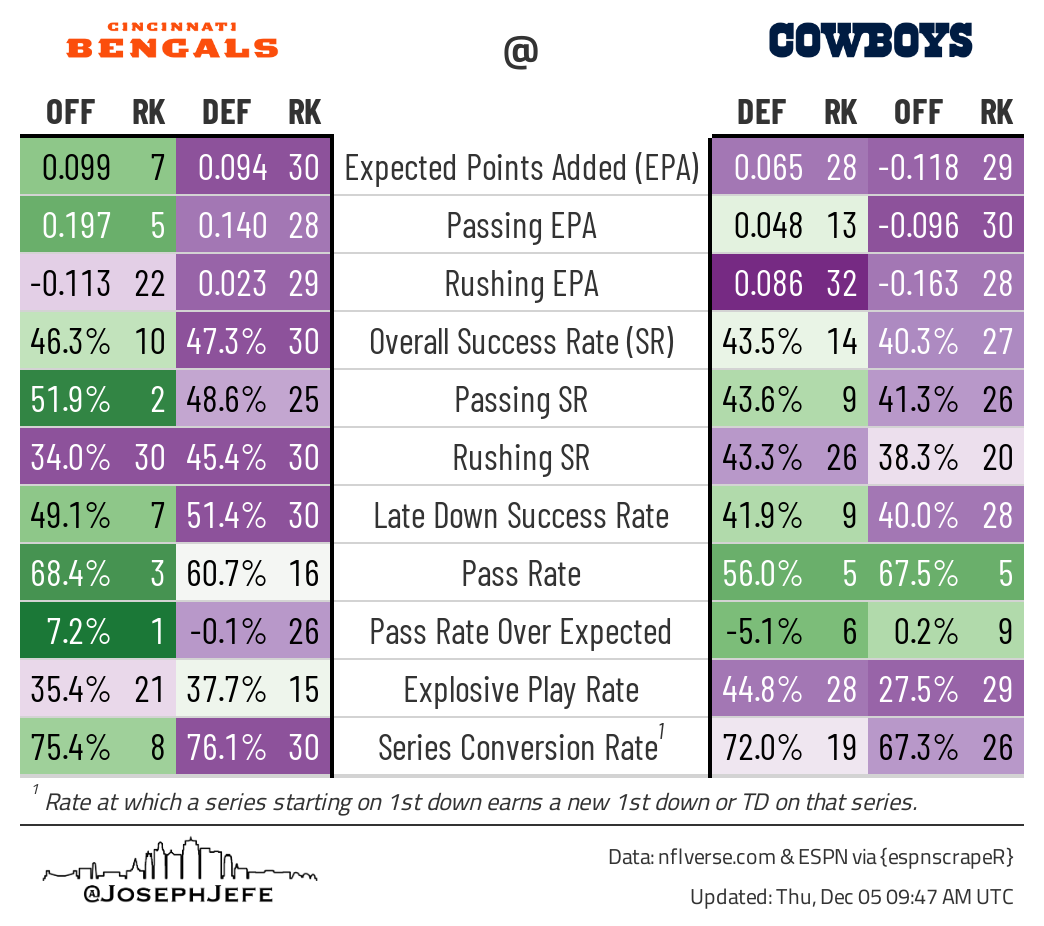 CINCINNATI
BENGALS @ COWBOYS
OFF RK DEF RK DEF RK OFF RK
0.099 7 0.094 30 Expected Points Added (EPA) 0.065 28 -0.118 29
0.197 5 0.140 28 Passing EPA 0.048 13 -0.096 30
-0.113 22 0.023 29 Rushing EPA 0.086 32 -0.163 28
46.3% 10 47.3% 30 Overall Success Rate (SR) 43.5% 14 40.3% 27
51.9% 2 48.6% 25 Passing SR 43.6% 9 41.3% 26
34.0% 30 45.4% 30 Rushing SR 43.3% 26 38.3% 20
49.1% 7 51.4% 30 Late Down Success Rate 41.9% 9 40.0% 28
68.4% 3 60.7% 16 Pass Rate 56.0% 5 67.5% 5
7.2% 1 -0.1% 26 Pass Rate Over Expected -5.1% 6 0.2% 9
35.4% 21 37.7% 15 Explosive Play Rate 44.8% 28 27.5% 29
75.4% 8 76.1% 30 Series Conversion Rate¹ 72.0% 19 67.3% 26
¹ Rate at which a series starting on 1st down earns a new 1st down or TD on that series.
@JOSEPHJEFE
Data: nflverse.com & ESPN via {espnscrapeR}
Updated: Thu, Dec 05 09:47 AM UTC